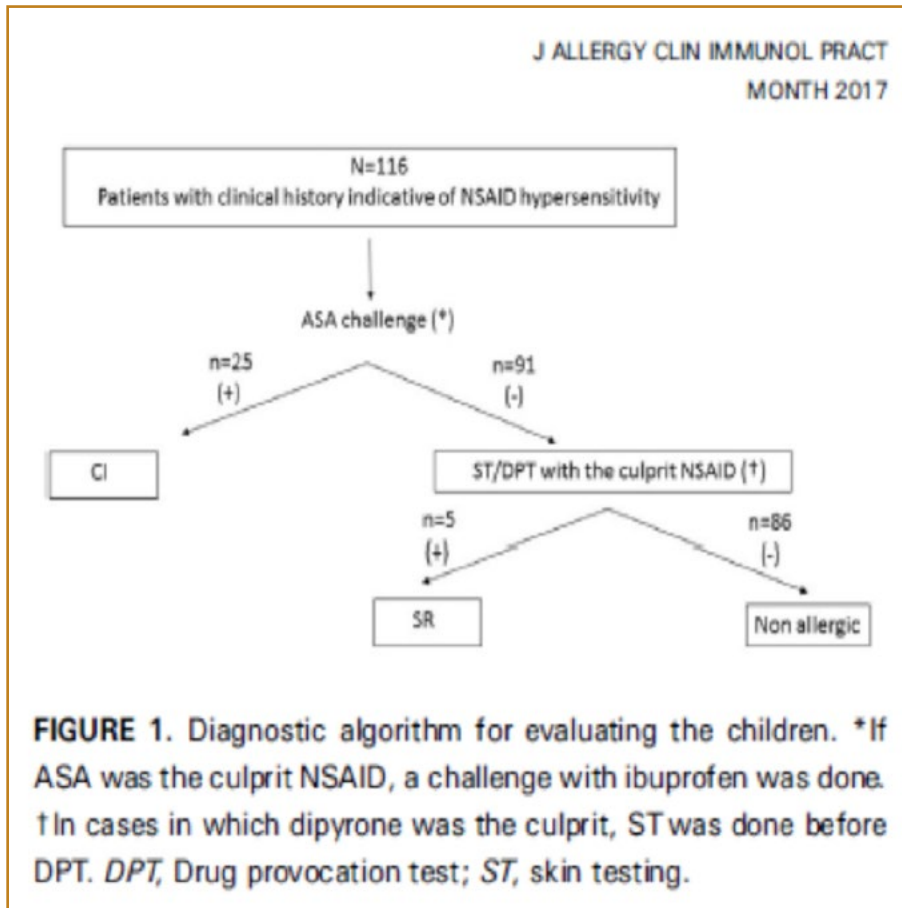 J ALLERGY CLIN IMMUNOL PRACT
MONTH 2017
N=116
Patients with clinical history indicative of NSAID hypersensitivity
ASA challenge (*)
n=25
(+)
n=91
(-)
CI
ST/DPT with the culprit NSAID (†)
n=5
(+)
n=86
(-)
SR
Non allergic
FIGURE 1. Diagnostic algorithm for evaluating the children. *If
ASA was the culprit NSAID, a challenge with ibuprofen was done.
†In cases in which dipyrone was the culprit, ST was done before
DPT. DPT, Drug provocation test; ST, skin testing.